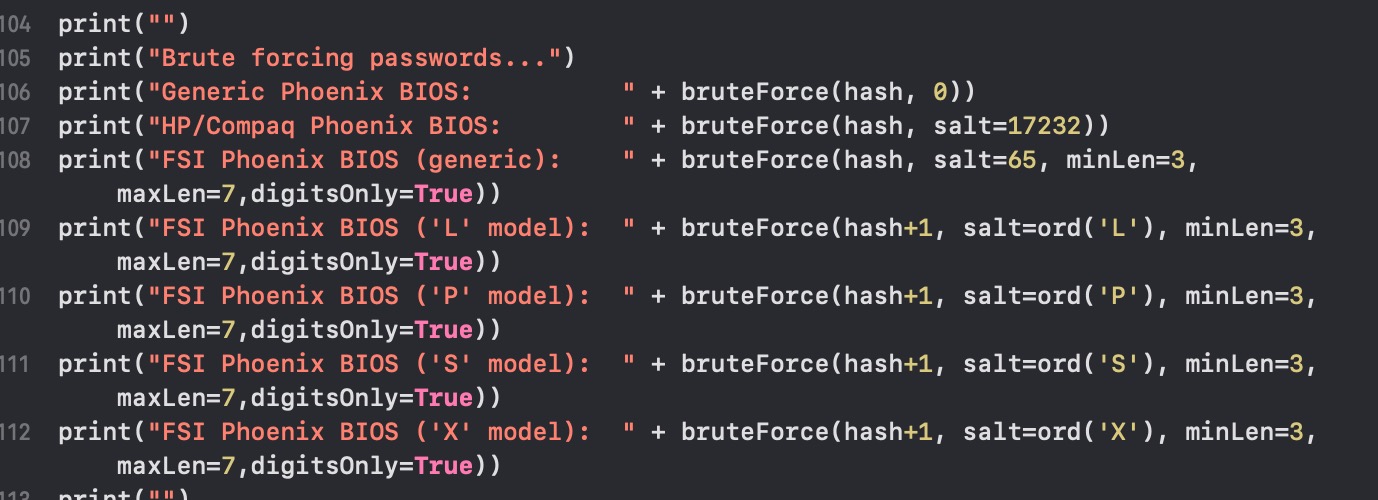 104 print("")
105 print("Brute forcing passwords...")
106 print("Generic Phoenix BIOS:          " + bruteForce(hash, 0))
107 print("HP/Compaq Phoenix BIOS:        " + bruteForce(hash, salt=17232))
108 print("FSI Phoenix BIOS (generic):    " + bruteForce(hash, salt=65, minLen=3,
maxLen=7,digitsOnly=True))
109 print("FSI Phoenix BIOS ('L' model):  " + bruteForce(hash+1, salt=ord('L'), minLen=3,
maxLen=7,digitsOnly=True))
110 print("FSI Phoenix BIOS ('P' model):  " + bruteForce(hash+1, salt=ord('P'), minLen=3,
maxLen=7,digitsOnly=True))
111 print("FSI Phoenix BIOS ('S' model):  " + bruteForce(hash+1, salt=ord('S'), minLen=3,
maxLen=7,digitsOnly=True))
112 print("FSI Phoenix BIOS ('X' model):  " + bruteForce(hash+1, salt=ord('X'), minLen=3,
maxLen=7,digitsOnly=True))
113 print("")